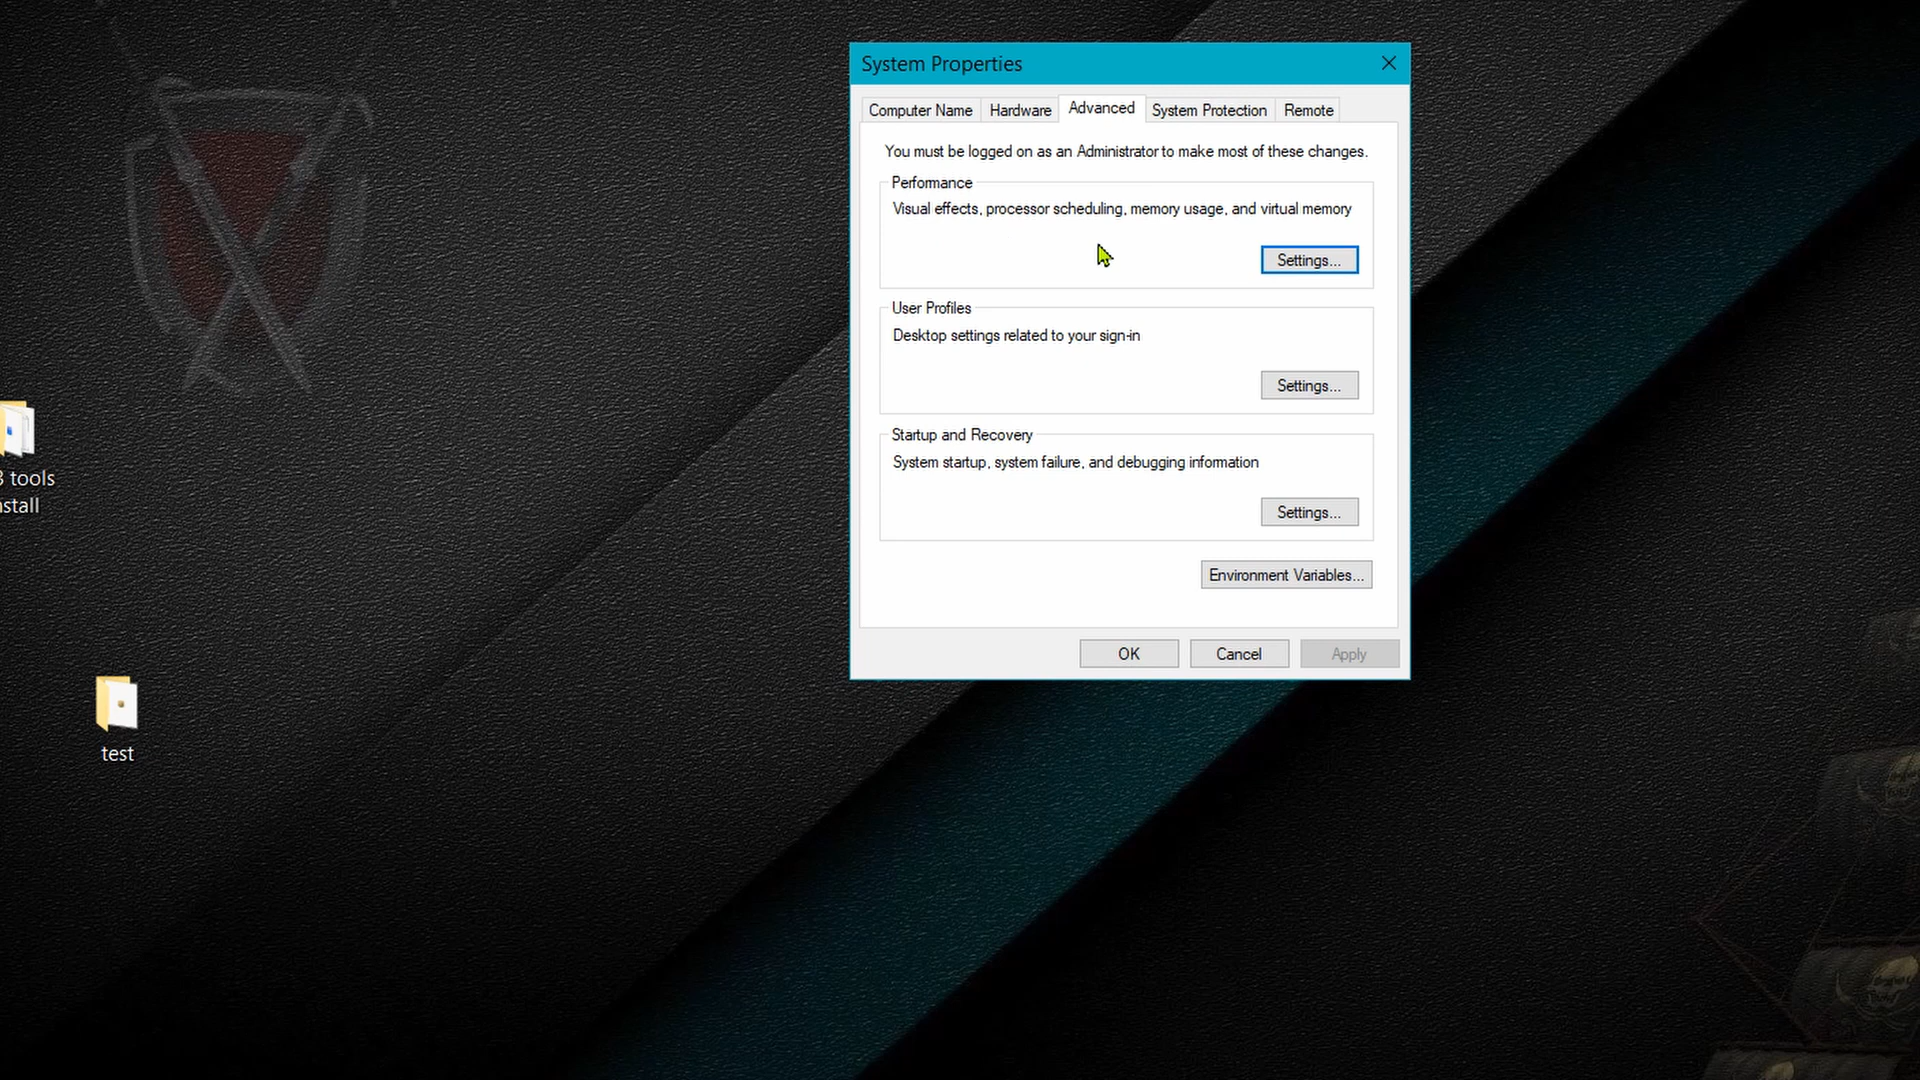 System Properties
Computer Name
Hardware
Advanced
System Protection
Remote
You must be logged on as an Administrator to make most of these changes.
Performance
Visual effects, processor scheduling, memory usage, and virtual memory
Settings...
User Profiles
Desktop settings related to your sign-in
Settings...
Startup and Recovery
System startup, system failure, and debugging information
Settings...
Environment Variables...
OK
Cancel
Apply
tools
stall
test